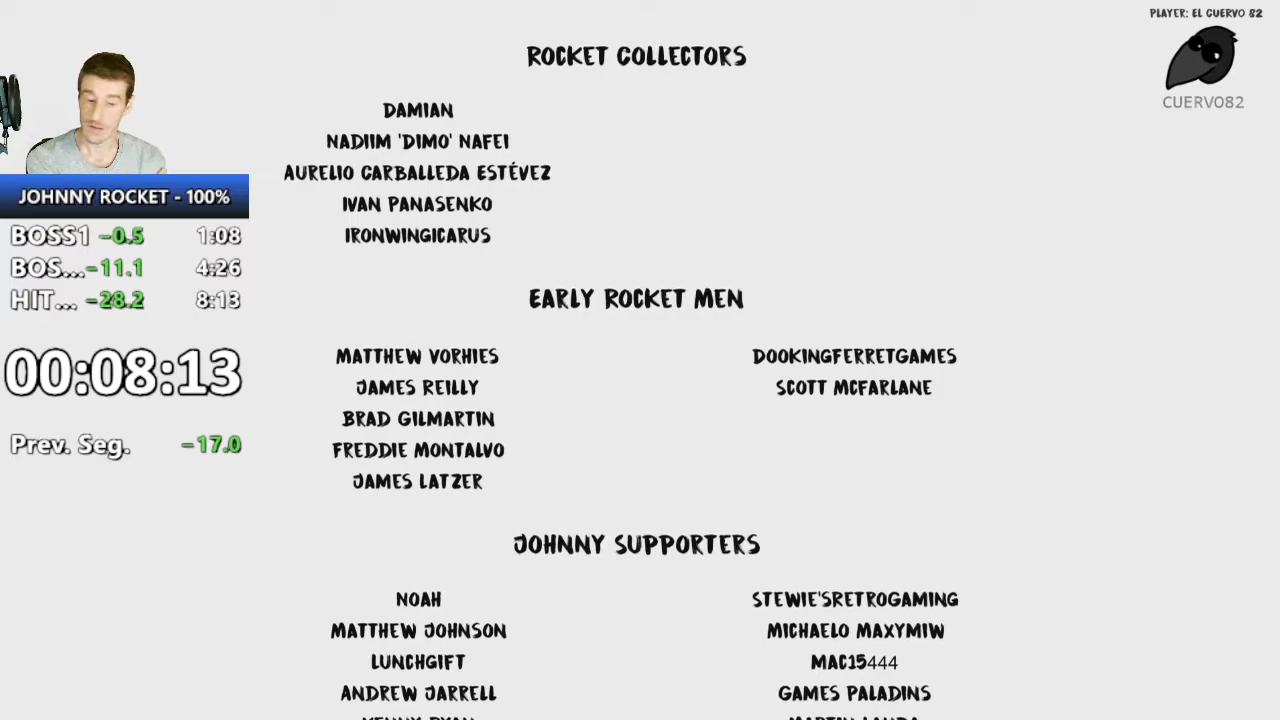 PLAYER: EL CUERVO 82
CUERVO82
JOHNNY ROCKET - 100%
BOSS1 -0.5 1:08
BOS... -11.1 4:26
HIT... -28.2 8:13
00:08:13
Prev. Seg. -17.0
ROCKET COLLECTORS
DAMIAN
NADIIM 'DIMO' NAFEI
AURELIO CARBALLEDA ESTÉVEZ
IVAN PANASENKO
IRONWINGICARUS
EARLY ROCKET MEN
MATTHEW VORHIES
JAMES REILLY
BRAD GILMARTIN
FREDDIE MONTALVO
JAMES LATZER
DOOKINGFERRETGAMES
SCOTT MCFARLANE
JOHNNY SUPPORTERS
NOAH
MATTHEW JOHNSON
LUNCHGIFT
ANDREW JARRELL
STEWIE'SRETROGAMING
MICHAELO MAXYMIW
MAC15444
GAMES PALADINS